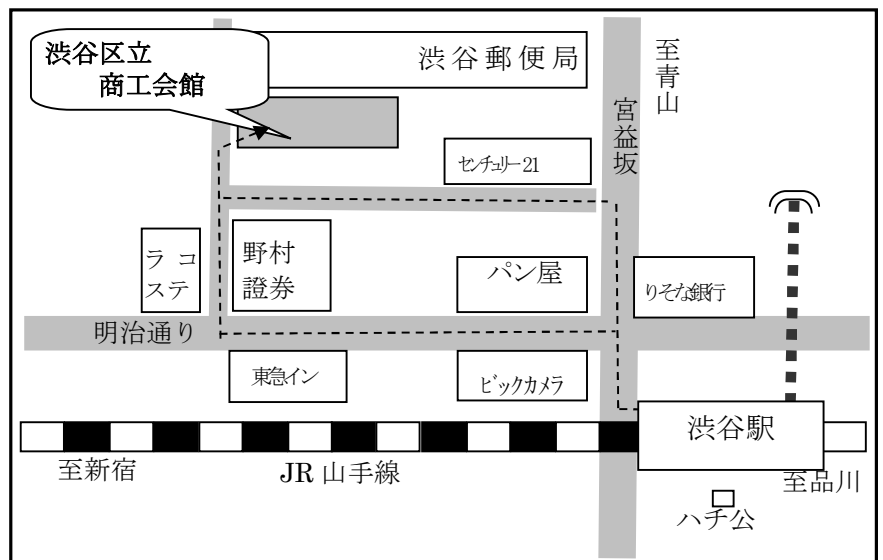 渋谷区立
商工会館
渋谷郵便局
至青山
宮益坂
センチュリー21
ラコ
ステ
野村
證券
パン屋
りそな銀行
明治通り
東急イン
ビックカメラ
渋谷駅
至新宿
JR 山手線
至品川
ハチ公